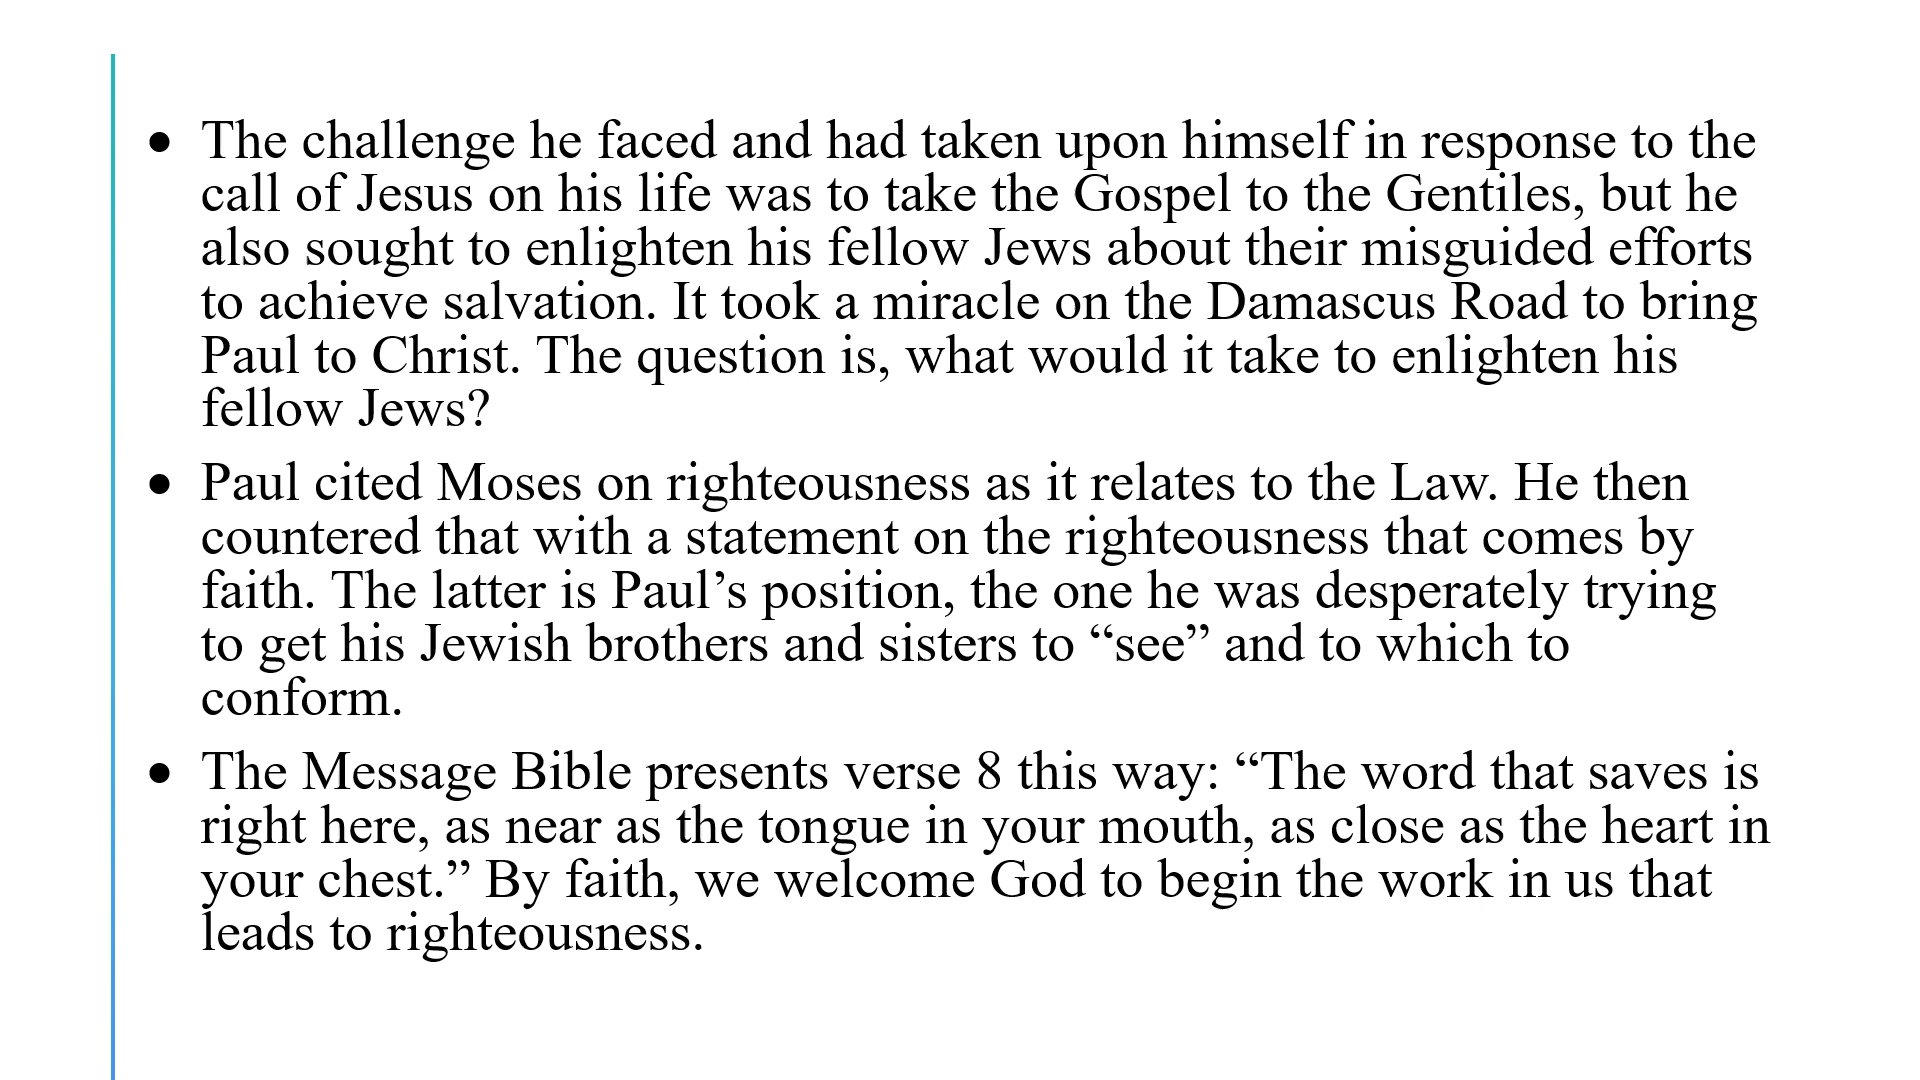 • The challenge he faced and had taken upon himself in response to the
call of Jesus on his life was to take the Gospel to the Gentiles, but he
also sought to enlighten his fellow Jews about their misguided efforts
to achieve salvation. It took a miracle on the Damascus Road to bring
Paul to Christ. The question is, what would it take to enlighten his
fellow Jews?
• Paul cited Moses on righteousness as it relates to the Law. He then
countered that with a statement on the righteousness that comes by
faith. The latter is Paul’s position, the one he was desperately trying
to get his Jewish brothers and sisters to “see” and to which to
conform.
• The Message Bible presents verse 8 this way: “The word that saves is
right here, as near as the tongue in your mouth, as close as the heart in
your chest.” By faith, we welcome God to begin the work in us that
leads to righteousness.